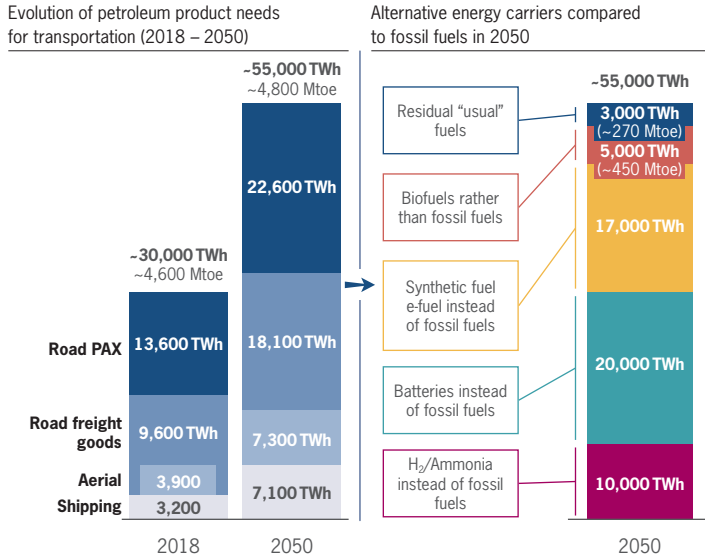 Evolution of petroleum product needs
for transportation (2018 – 2050)
~55,000 TWh
~4,800 Mtoe
22,600 TWh
~30,000 TWh
~4,600 Mtoe
Road PAX
13,600 TWh
18,100 TWh
Road freight
goods
9,600 TWh
7,300 TWh
Aerial
3,900
7,100 TWh
Shipping
3,200
2018
2050
Alternative energy carriers compared
to fossil fuels in 2050
~55,000 TWh
Residual “usual”
fuels
3,000 TWh
(~270 Mtoe)
5,000 TWh
(~450 Mtoe)
Biofuels rather
than fossil fuels
17,000 TWh
Synthetic fuel
e-fuel instead
of fossil fuels
20,000 TWh
Batteries instead
of fossil fuels
H₂/Ammonia
instead of fossil
fuels
10,000 TWh
2050